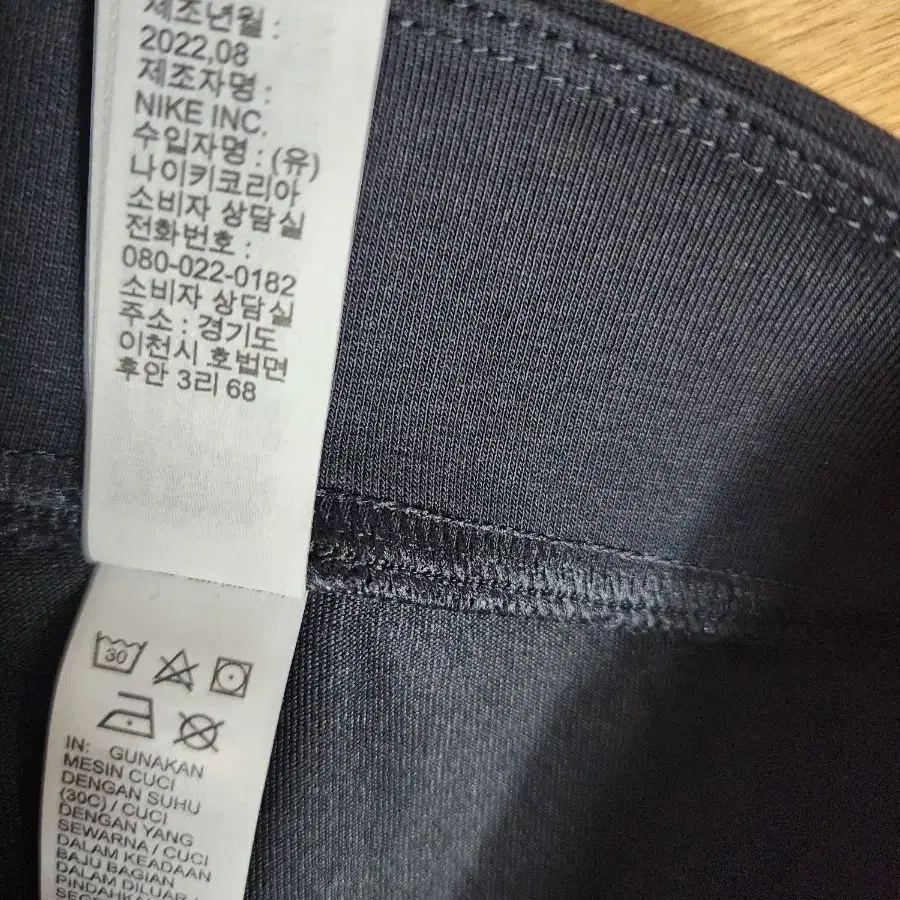 제조년월 :
2022,08
제조자명 :
NIKE INC.
수입자명 : (유)
나이키코리아
소비자 상담실
전화번호 :
080-022-0182
소비자 상담실
주소 : 경기도
이천시 호법면
후안 3리 68
30
IN: GUNAKAN
MESIN CUCI
DENGAN SUHU
(30C) / CUCI
DENGAN YANG
SEWARNA / CUCI
DALAM KEADAAN
BAJU BAGIAN
DALAM DILUAR /